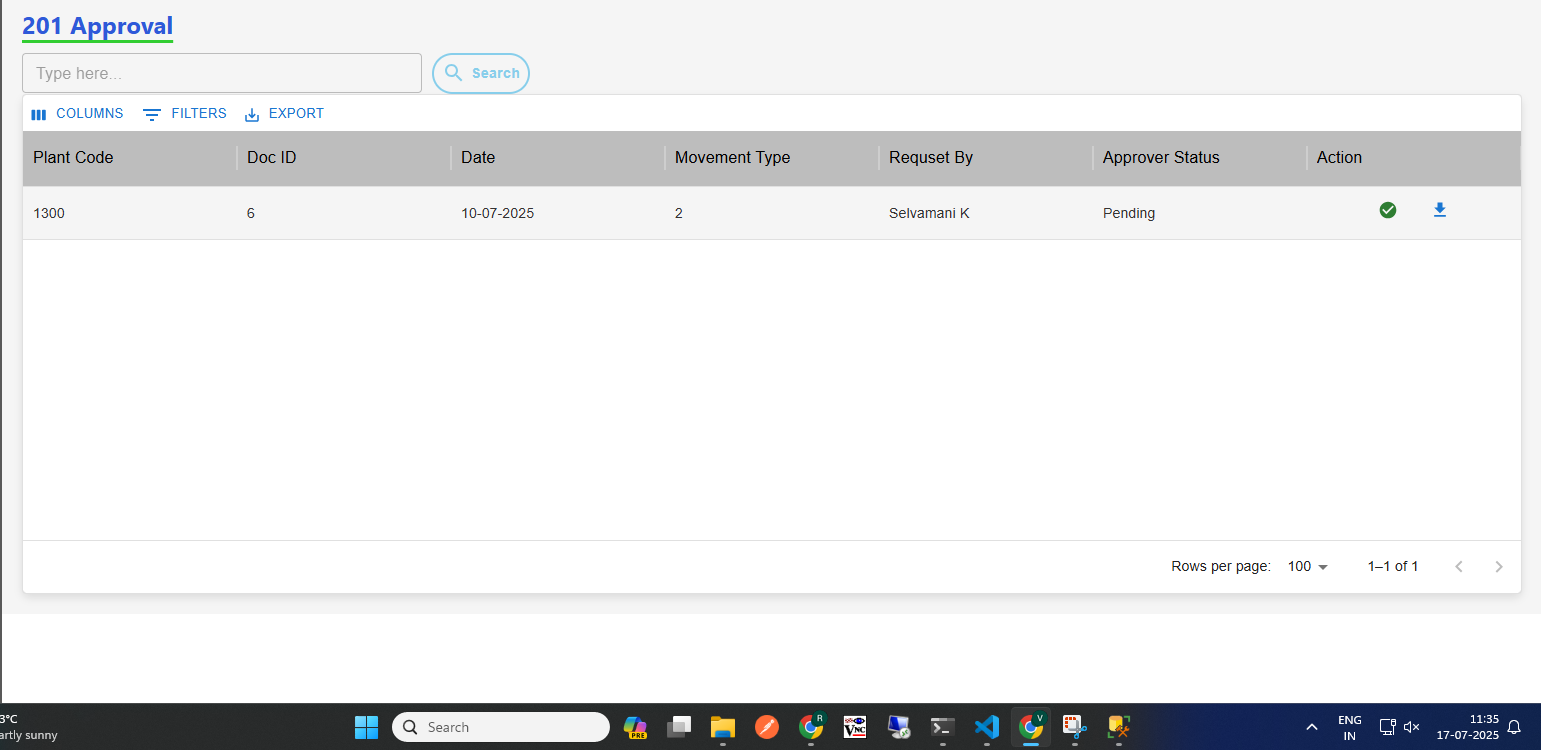 201 Approval
Type here...
Search
COLUMNS FILTERS EXPORT
Plant Code Doc ID Date Movement Type Requset By Approver Status Action
1300 6 10-07-2025 2 Selvamani K Pending
Rows per page: 100 1–1 of 1
3°C
artly sunny
Search
PRE
R
VNC
V
ENG
IN
11:35
17-07-2025